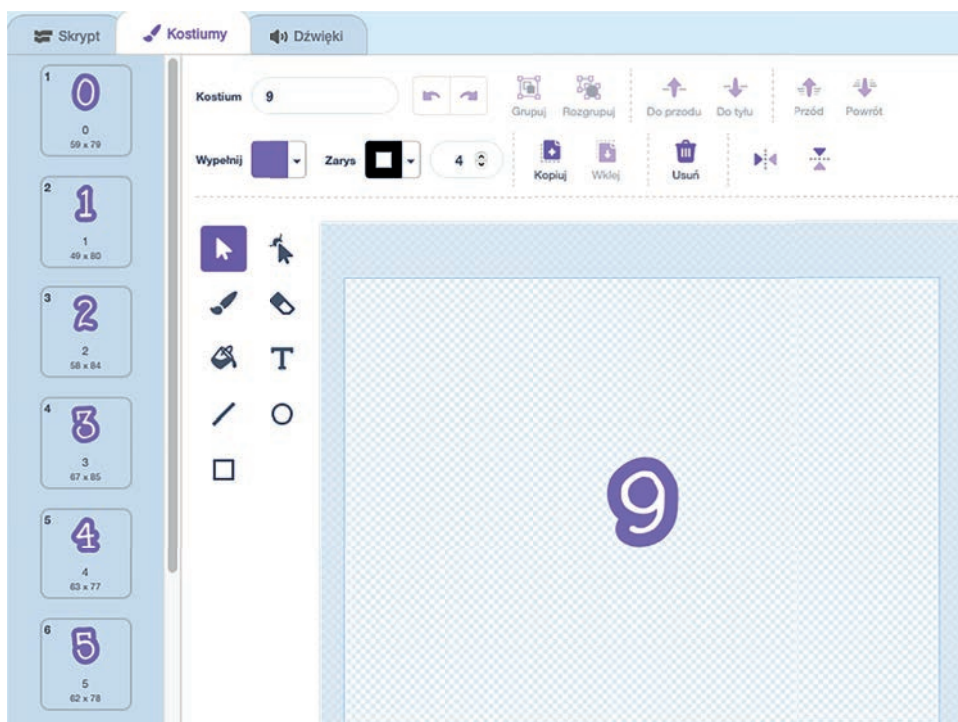 Skrypt
Kostiumy
Dźwięki
1
0
0
59 x 79
2
1
1
49 x 80
3
2
2
58 x 84
4
3
3
67 x 85
5
4
4
63 x 77
6
5
5
62 x 78
Kostium
9
Grupuj
Rozgrupuj
Do przodu
Do tyłu
Przód
Powrót
Wypełnij
Zarys
4
Kopiuj
Wklej
Usuń
T
9